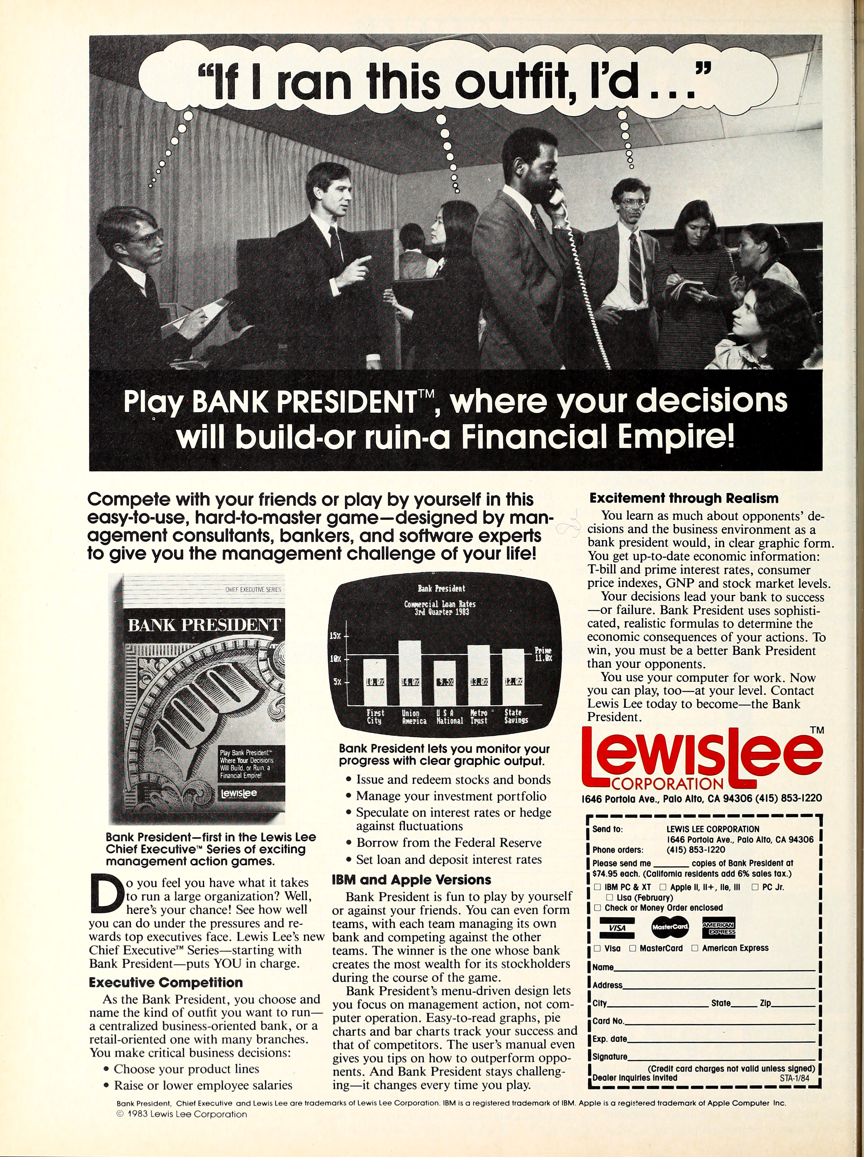 “If I ran this outfit, I’d . . .”
Play BANK PRESIDENT™, where your decisions
will build-or ruin-a Financial Empire!
Compete with your friends or play by yourself in this
easy-to-use, hard-to-master game—designed by man-
agement consultants, bankers, and software experts
to give you the management challenge of your life!
CHIEF EXECUTIVE SERIES
BANK PRESIDENT
Play Bank President™
Where Your Decisions
Will Build, or Ruin, a
Financial Empire!
LewisLee
Bank President—first in the Lewis Lee
Chief Executive™ Series of exciting
management action games.
Do you feel you have what it takes
to run a large organization? Well,
here’s your chance! See how well
you can do under the pressures and re-
wards top executives face. Lewis Lee’s new
Chief Executive™ Series—starting with
Bank President—puts YOU in charge.
Executive Competition
As the Bank President, you choose and
name the kind of outfit you want to run—
a centralized business-oriented bank, or a
retail-oriented one with many branches.
You make critical business decisions:
• Choose your product lines
• Raise or lower employee salaries
Bank President
Commercial Loan Rates
3rd Quarter 1983
15%
10%
5%
Prime
11.0%
First Union U S A Metro State
City America National Trust Savings
Bank President lets you monitor your
progress with clear graphic output.
• Issue and redeem stocks and bonds
• Manage your investment portfolio
• Speculate on interest rates or hedge
against fluctuations
• Borrow from the Federal Reserve
• Set loan and deposit interest rates
IBM and Apple Versions
Bank President is fun to play by yourself
or against your friends. You can even form
teams, with each team managing its own
bank and competing against the other
teams. The winner is the one whose bank
creates the most wealth for its stockholders
during the course of the game.
Bank President’s menu-driven design lets
you focus on management action, not com-
puter operation. Easy-to-read graphs, pie
charts and bar charts track your success and
that of competitors. The user’s manual even
gives you tips on how to outperform oppo-
nents. And Bank President stays challeng-
ing—it changes every time you play.
Excitement through Realism
You learn as much about opponents’ de-
cisions and the business environment as a
bank president would, in clear graphic form.
You get up-to-date economic information:
T-bill and prime interest rates, consumer
price indexes, GNP and stock market levels.
Your decisions lead your bank to success
—or failure. Bank President uses sophisti-
cated, realistic formulas to determine the
economic consequences of your actions. To
win, you must be a better Bank President
than your opponents.
You use your computer for work. Now
you can play, too—at your level. Contact
Lewis Lee today to become—the Bank
President.
LewisLee™
CORPORATION
1646 Portola Ave., Palo Alto, CA 94306 (415) 853-1220
Send to: LEWIS LEE CORPORATION
1646 Portola Ave., Palo Alto, CA 94306
Phone orders: (415) 853-1220
Please send me ______ copies of Bank President at
$74.95 each. (California residents add 6% sales tax.)
□ IBM PC & XT □ Apple II, II+, IIe, III □ PC Jr.
□ Lisa (February)
□ Check or Money Order enclosed
VISA MasterCard AMERICAN EXPRESS
□ Visa □ MasterCard □ American Express
Name
Address
City State Zip
Card No.
Exp. date
Signature
(Credit card charges not valid unless signed)
Dealer inquiries invited STA-1/84
Bank President, Chief Executive and Lewis Lee are trademarks of Lewis Lee Corporation. IBM is a registered trademark of IBM. Apple is a registered trademark of Apple Computer Inc.
© 1983 Lewis Lee Corporation